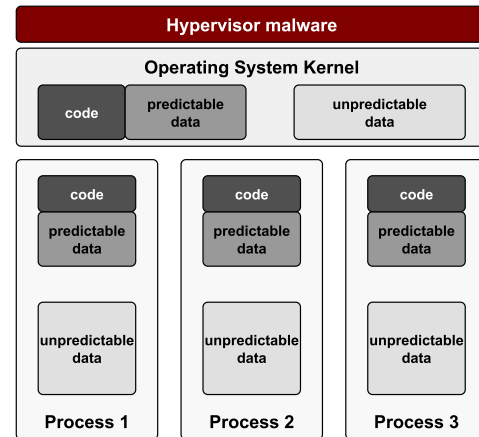 Hypervisor malware
Operating System Kernel
code
predictable
data
unpredictable
data
code
predictable
data
unpredictable
data
Process 1
code
predictable
data
unpredictable
data
Process 2
code
predictable
data
unpredictable
data
Process 3